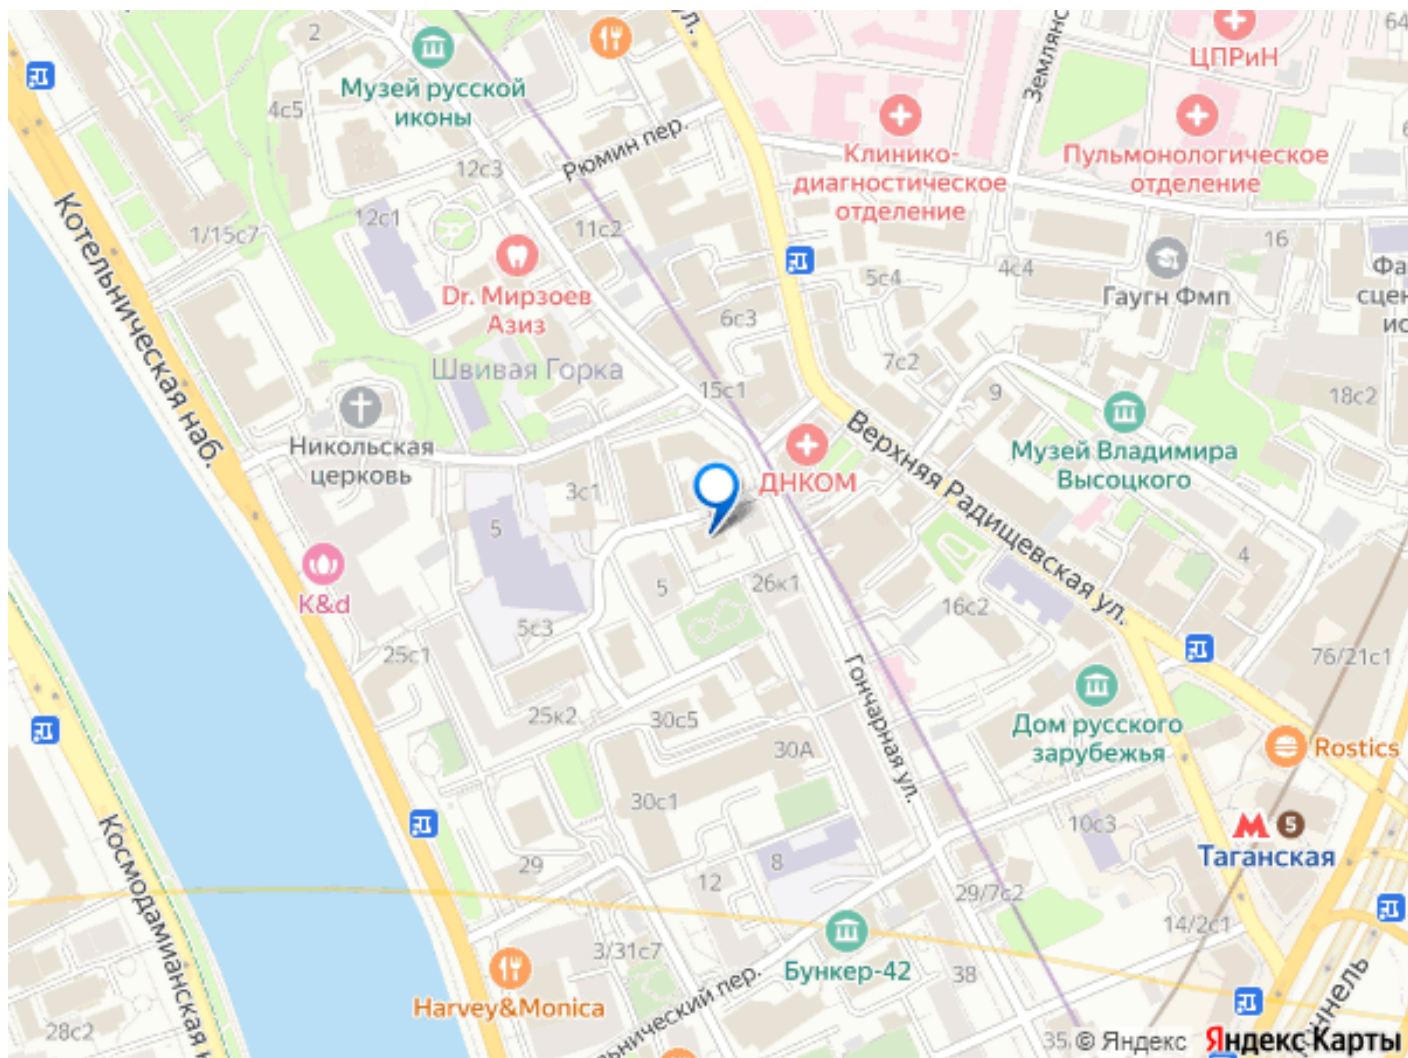 2
ул.
64
ЦПРиН
Музей русской
иконы
4с5
Рюмин пер.
Клинико-
диагностическое
отделение
Пульмонологическое
отделение
12с3
12с1
11с2
1/15с7
16
Котельническая наб.
Dr. Мирзоев
Азиз
5с4
4с4
Гаугн Фмп
6с3
Швивая Горка
7с2
15с1
9
18с2
Никольская
церковь
Верхняя Радищевская ул.
Музей Владимира
Высоцкого
3с1
ДНКОМ
5
4
K&d
5
26к1
16с2
5с3
25с1
76/21с1
Гончарная ул.
25к2
30с5
Дом русского
зарубежья
30А
Rostics
30с1
10с3
5
Таганская
Космодамианская н
29
12
8
29/7с2
14/2с1
3/31с7
Бункер-42
38
Harvey&Monica
28с2
35
© Яндекс
Яндекс Карты